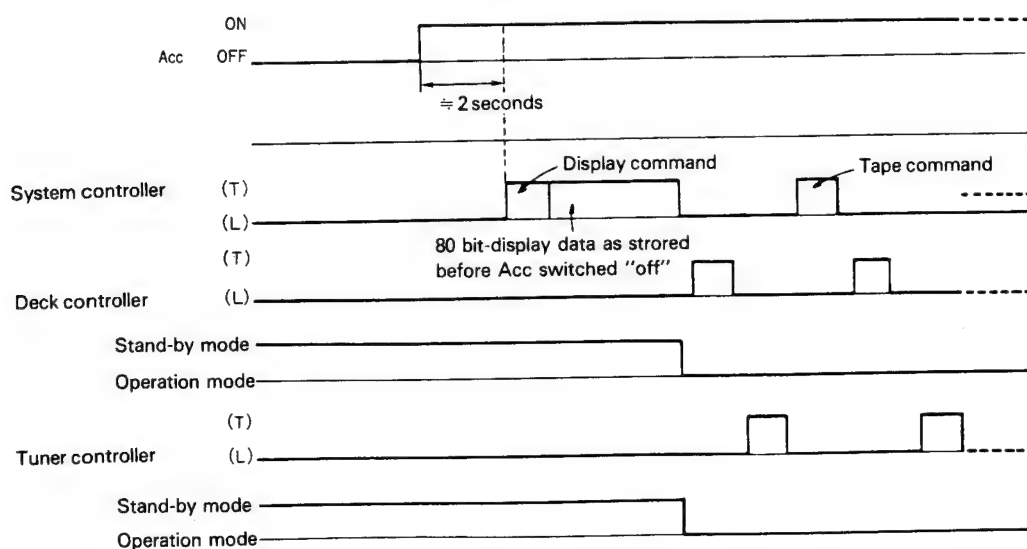 ON
Acc OFF
≒ 2 seconds
Display command
Tape command
System controller (T)
(L)
80 bit-display data as strored
before Acc switched "off"
(T)
Deck controller (L)
Stand-by mode
Operation mode
(T)
Tuner controller (L)
Stand-by mode
Operation mode